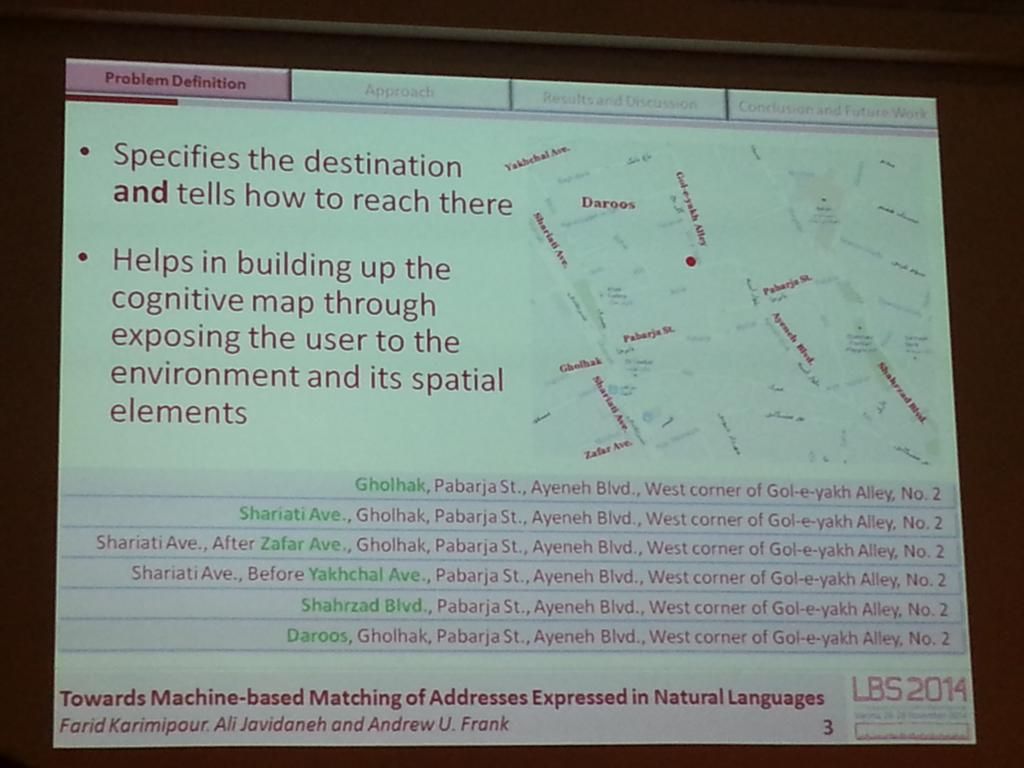 Problem Definition
Approach
Results and Discussion
Conclusion and Future Work
• Specifies the destination
and tells how to reach there
• Helps in building up the
cognitive map through
exposing the user to the
environment and its spatial
elements
Yakhchal Ave.
Daroos
Gol-e-yakh Alley
Shariati Ave.
Pabarja St.
Pabarja St.
Ayeneh Blvd.
Gholhak
Shariati Ave.
Shahrzad Blvd.
Zafar Ave.
Gholhak, Pabarja St., Ayeneh Blvd., West corner of Gol-e-yakh Alley, No. 2
Shariati Ave., Gholhak, Pabarja St., Ayeneh Blvd., West corner of Gol-e-yakh Alley, No. 2
Shariati Ave., After Zafar Ave., Gholhak, Pabarja St., Ayeneh Blvd., West corner of Gol-e-yakh Alley, No. 2
Shariati Ave., Before Yakhchal Ave., Pabarja St., Ayeneh Blvd., West corner of Gol-e-yakh Alley, No. 2
Shahrzad Blvd., Pabarja St., Ayeneh Blvd., West corner of Gol-e-yakh Alley, No. 2
Daroos, Gholhak, Pabarja St., Ayeneh Blvd., West corner of Gol-e-yakh Alley, No. 2
Towards Machine-based Matching of Addresses Expressed in Natural Languages
Farid Karimipour. Ali Javidaneh and Andrew U. Frank
3
LBS 2014